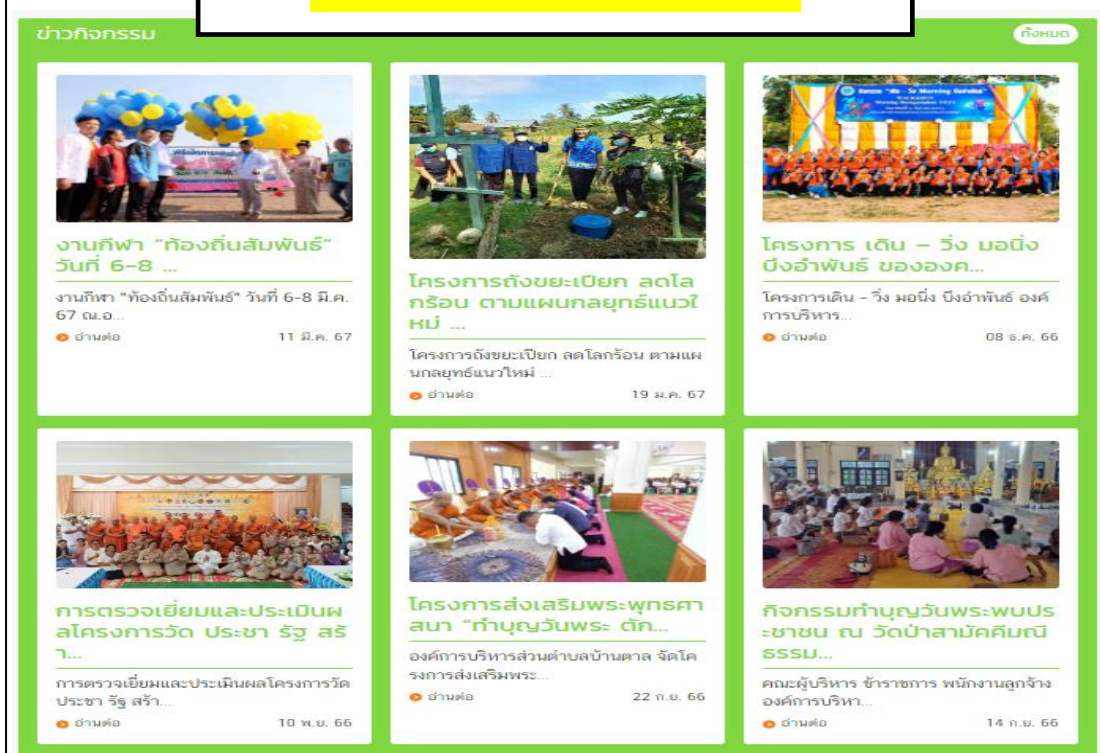 ข่าวกิจกรรม
ทั้งหมด
งานกีฬา "ท้องถิ่นสัมพันธ์"
วันที่ 6-8 ...
งานกีฬา "ท้องถิ่นสัมพันธ์" วันที่ 6-8 มี.ค.
67 ณ.อ...
อ่านต่อ
11 มี.ค. 67
โครงการถังขยะเปียก ลดโล
กร้อน ตามแผนกลยุทธ์แนวใ
หม่ ...
โครงการถังขยะเปียก ลดโลกร้อน ตามแผ
นกลยุทธ์แนวใหม่ ...
อ่านต่อ
19 ม.ค. 67
โครงการ เดิน – วิ่ง มอนิ่ง
บึงอำพันธ์ ขององค...
โครงการเดิน - วิ่ง มอนิ่ง บึงอำพันธ์ องค์
การบริหาร...
อ่านต่อ
08 ธ.ค. 66
การตรวจเยี่ยมและประเมินผ
ลโครงการวัด ประชา รัฐ สร้
า...
การตรวจเยี่ยมและประเมินผลโครงการวัด
ประชา รัฐ สร้า...
อ่านต่อ
10 พ.ย. 66
โครงการส่งเสริมพระพุทธศา
สนา "ทำบุญวันพระ ตัก...
องค์การบริหารส่วนตำบลบ้านตาล จัดโค
รงการส่งเสริมพระ...
อ่านต่อ
22 ก.ย. 66
กิจกรรมทำบุญวันพระพบปร
ะชาชน ณ วัดป่าสามัคคีมณี
ธรรม...
คณะผู้บริหาร ข้าราชการ พนักงานลูกจ้าง
องค์การบริหา...
อ่านต่อ
14 ก.ย. 66